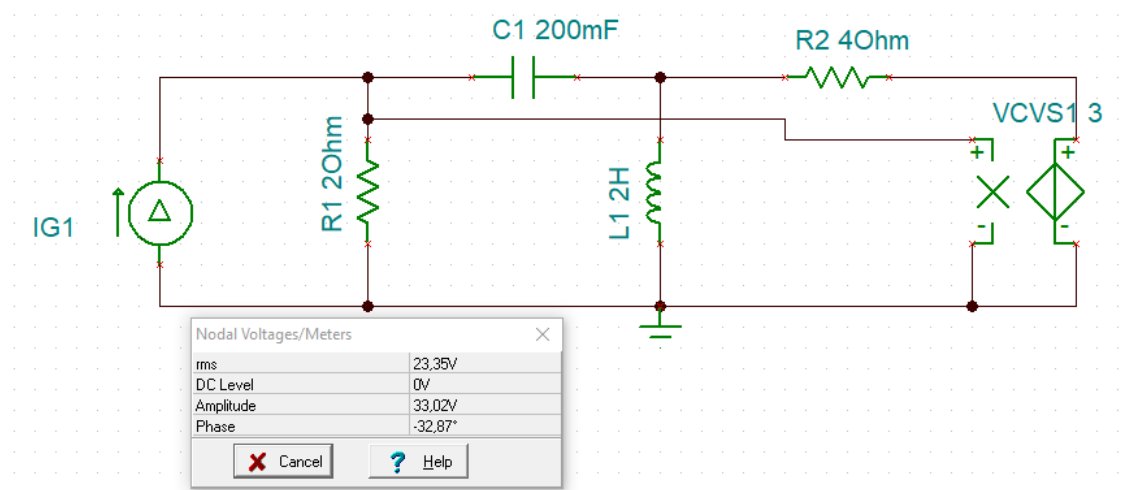 C1 200mF
R2 4Ohm
VCVS1 3
R1 2Ohm
L1 2H
+
+
IG1
-
-
Nodal Voltages/Meters
rms 23,35V
DC Level 0V
Amplitude 33,02V
Phase -32,87°
Cancel
? Help